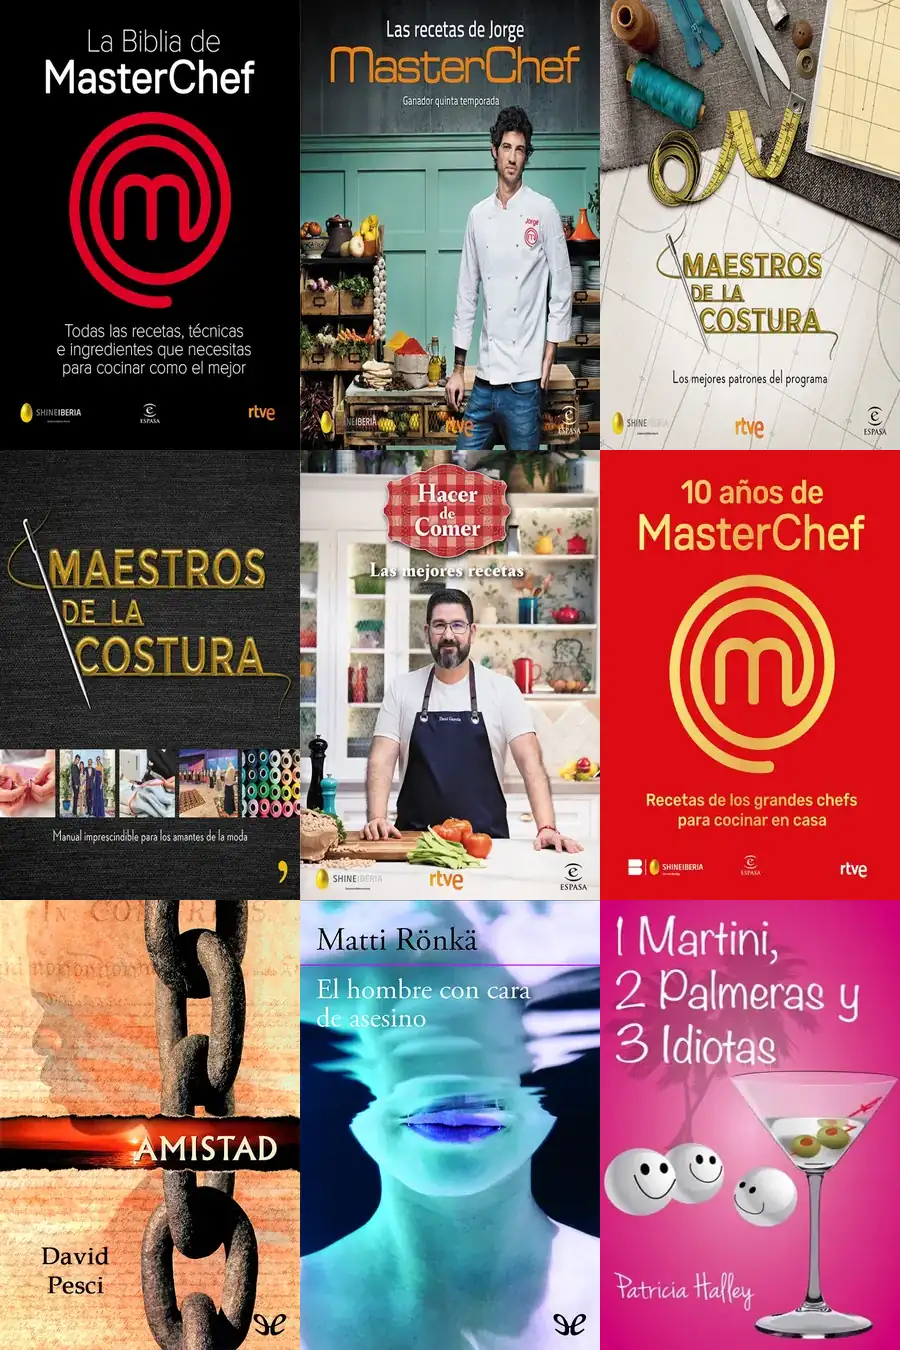 La Biblia de
MasterChef
m
Todas las recetas, técnicas
e ingredientes que necesitas
para cocinar como el mejor
SHINEIBERIA
e
ESPASA
rtve
Las recetas de Jorge
MasterChef
Ganador quinta temporada
Jorge
SHINEIBERIA
rtve
ESPASA
MAESTROS
DE LA
COSTURA
Los mejores patrones del programa
SHINEIBERIA
rtve
e
ESPASA
MAESTROS
DE LA
COSTURA
Manual imprescindible para los amantes de la moda
Hacer
de
Comer
Las mejores recetas
Dani García
SHINEIBERIA
rtve
e
ESPASA
10 años de
MasterChef
m
Recetas de los grandes chefs
para cocinar en casa
SHINEIBERIA
e
ESPASA
rtve
AMISTAD
David
Pesci
Matti Rönkä
El hombre con cara
de asesino
1 Martini,
2 Palmeras y
3 Idiotas
Patricia Halley